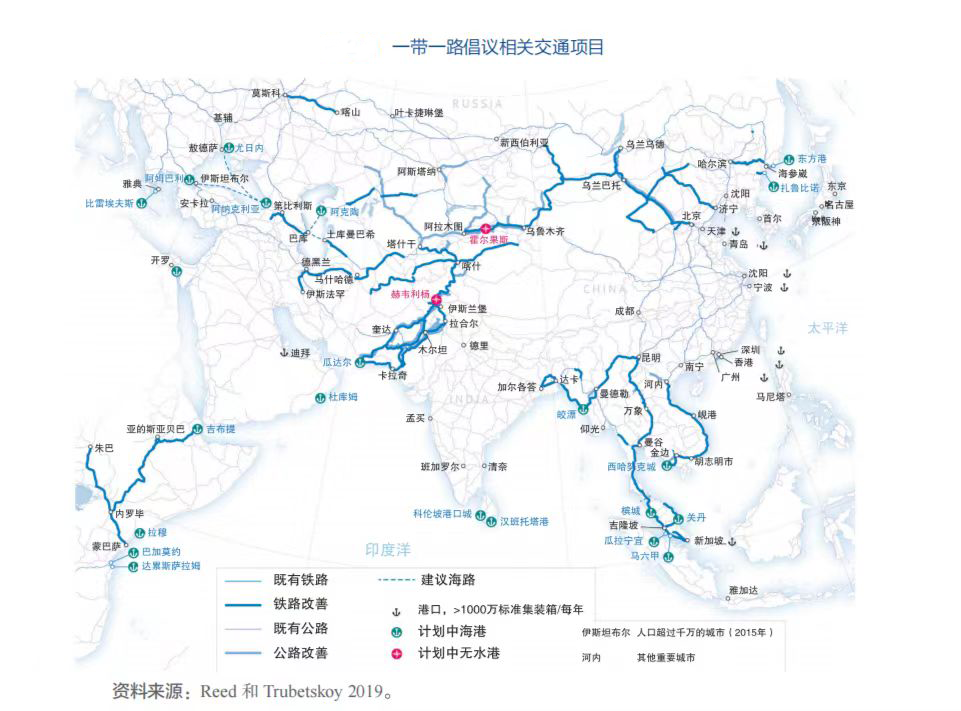 一带一路倡议相关交通项目
莫斯科
喀山
叶卡捷琳堡
RUSSIA
基辅
新西伯利亚
乌兰乌德
敖德萨
尤日内
哈尔滨
东方港
海参崴
阿姆巴利
伊斯坦布尔
阿斯塔纳
乌兰巴托
扎鲁比诺
雅典
沈阳
东京
比雷埃夫斯
安卡拉
阿纳克利亚
第比利斯
阿克陶
济宁
名古屋
北京
首尔
阿拉木图
霍尔果斯
乌鲁木齐
天津
巴库
土库曼巴希
塔什干
青岛
开罗
德黑兰
马什哈德
喀什
沈阳
宁波
伊斯法罕
赫韦利杨
CHINA
伊斯兰堡
成都
奎达
拉合尔
太平洋
迪拜
瓜达尔
木尔坦
德里
昆明
深圳
香港
卡拉奇
南宁
广州
加尔各答
达卡
曼德勒
河内
马尼塔
杜库姆
INDIA
皎漂
万象
岘港
孟买
仰光
亚的斯亚贝巴
吉布提
曼谷
朱巴
金边
胡志明市
班加罗尔
清奈
西哈努克城
内罗毕
科伦坡港口城
汉班托塔港
槟城
关丹
拉穆
吉隆坡
蒙巴萨
瓜拉宁宜
新加坡
巴加莫约
印度洋
马六甲
达累斯萨拉姆
雅加达
既有铁路
建议海路
铁路改善
港口，>1000万标准集装箱/每年
既有公路
计划中海港
伊斯坦布尔 人口超过千万的城市（2015年）
公路改善
计划中无水港
河内 其他重要城市
资料来源：Reed 和 Trubetskoy 2019。